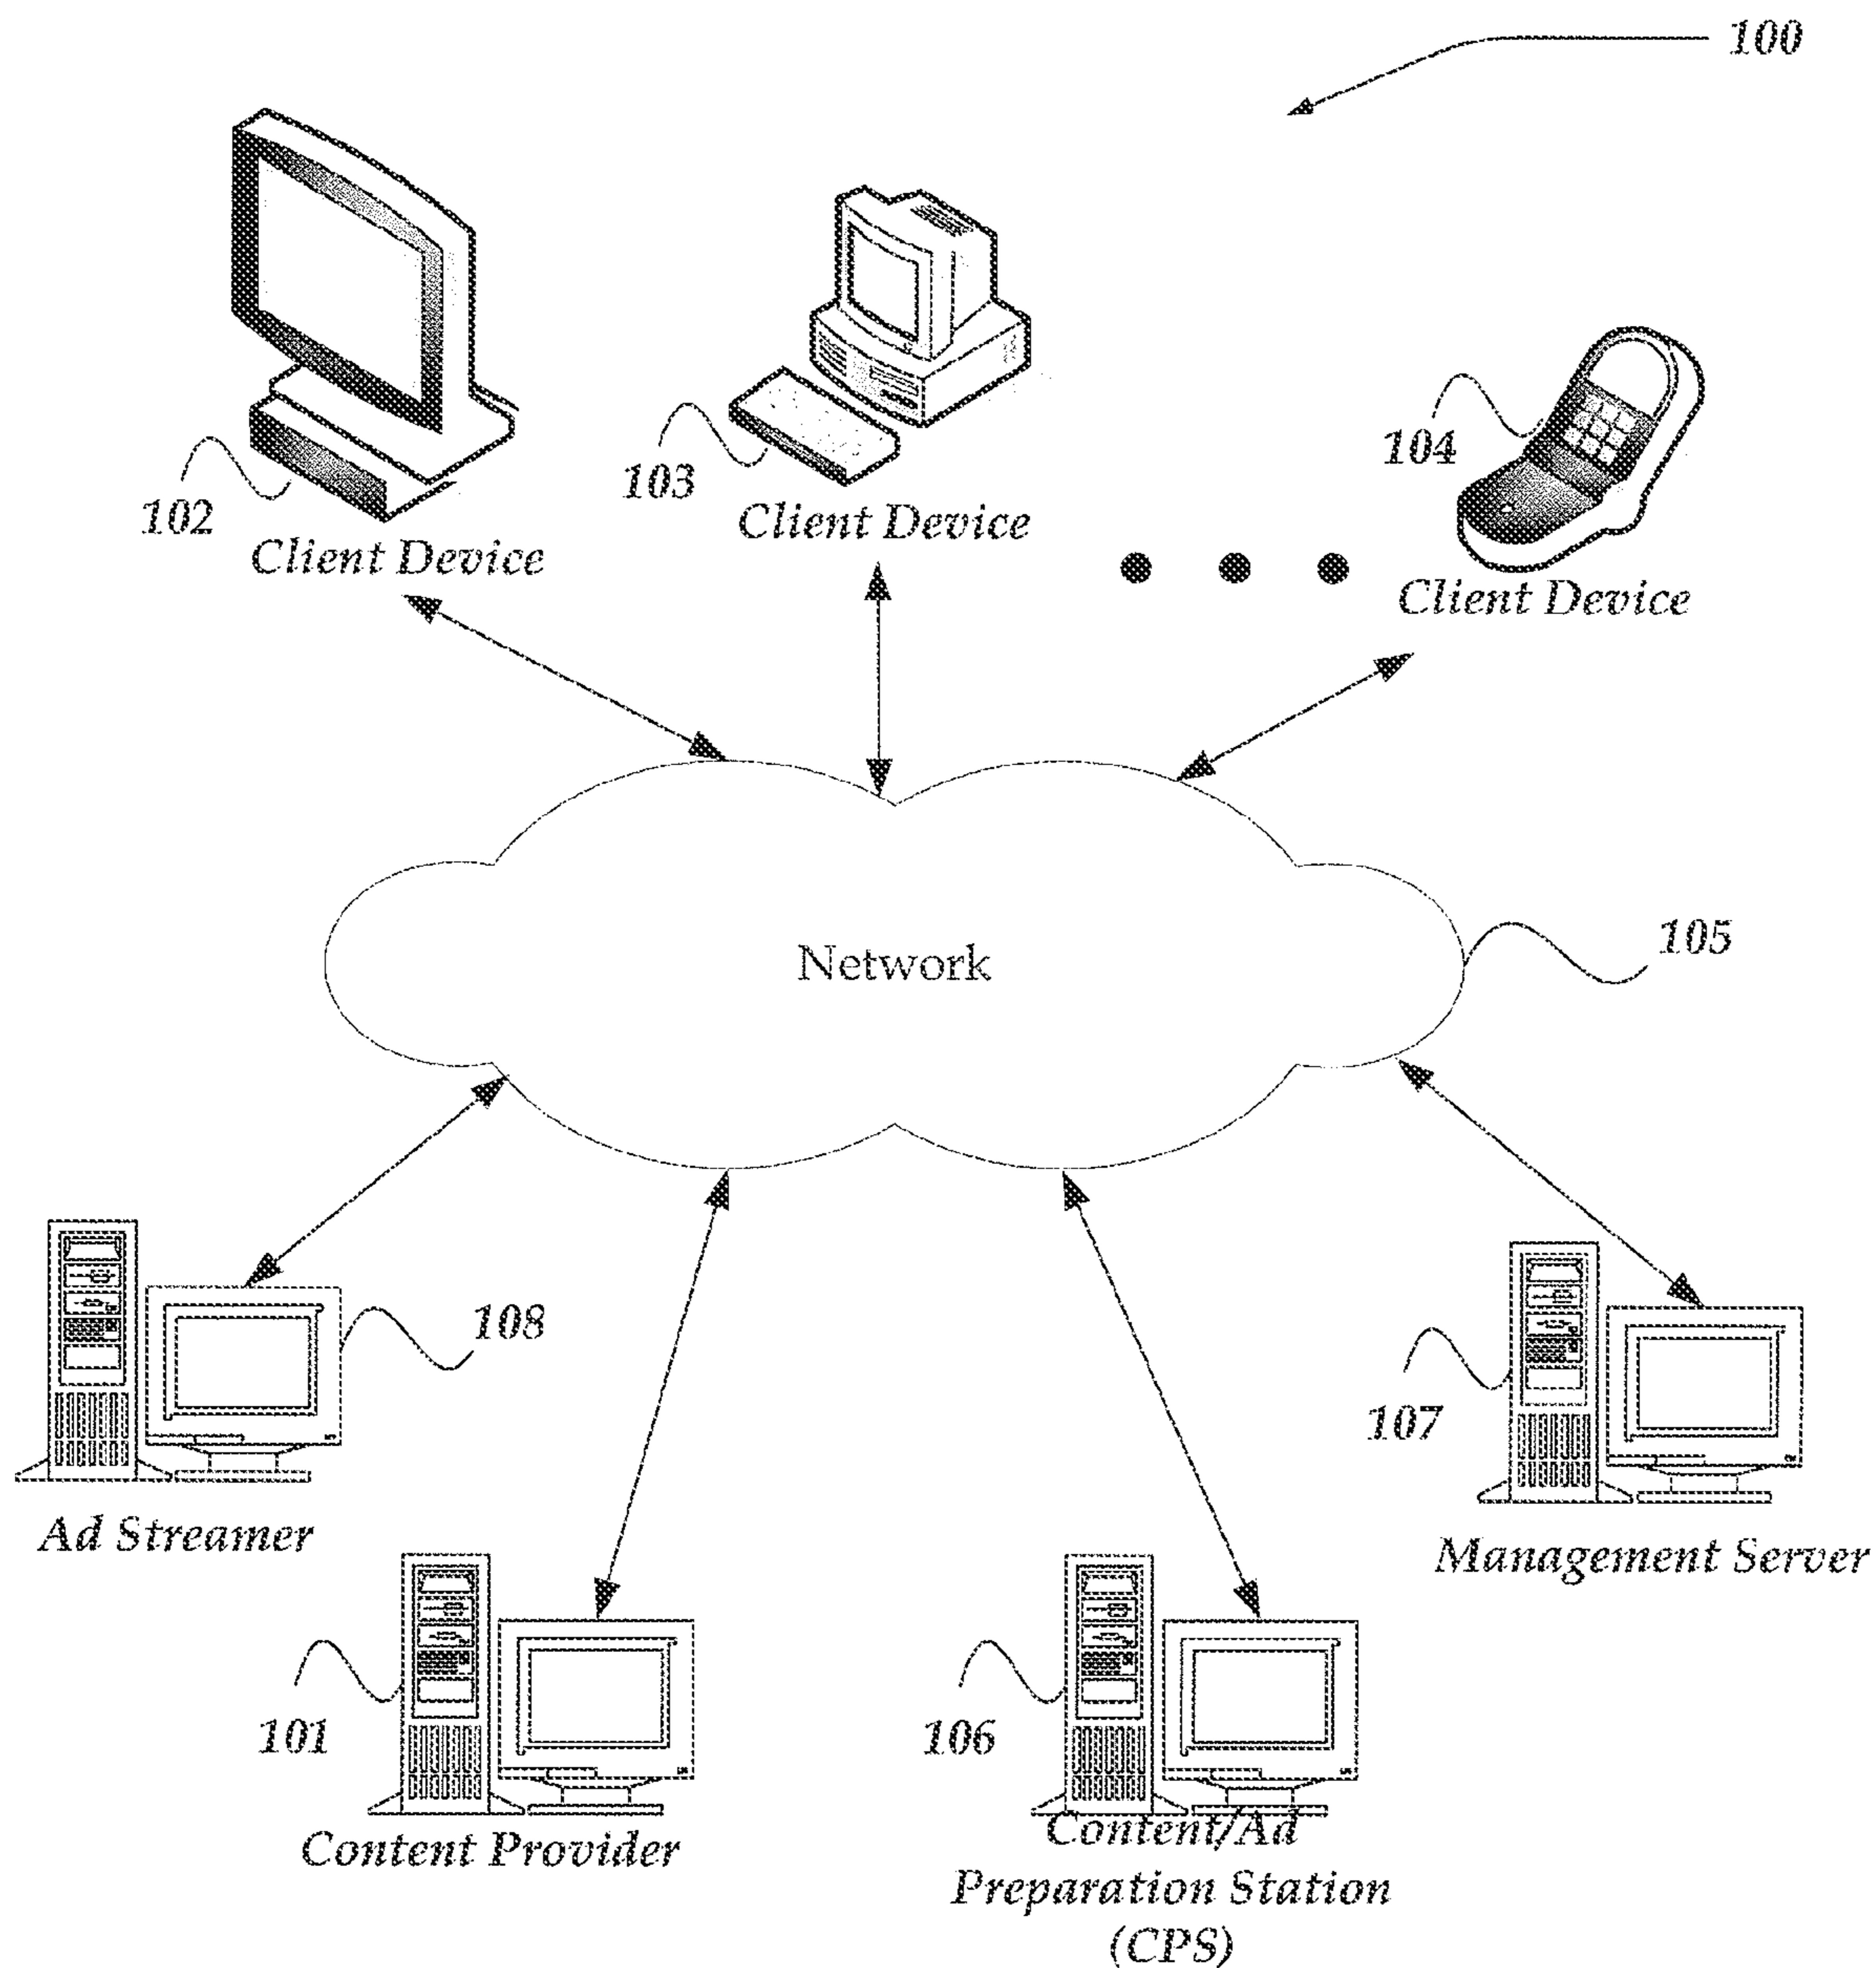 100
102
Client Device
103
Client Device
104
Client Device
Network
105
108
Ad Streamer
107
Management Server
101
Content Provider
106
Content/Ad
Preparation Station
(CPS)